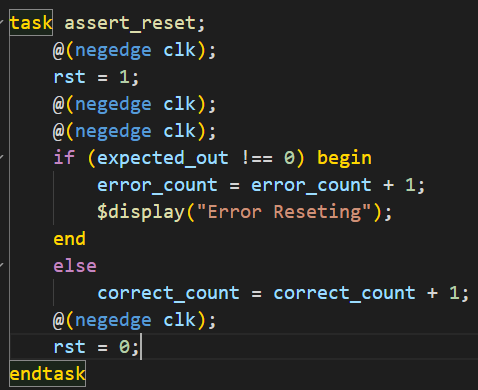 task assert_reset;
@(negedge clk);
rst = 1;
@(negedge clk);
@(negedge clk);
if (expected_out !== 0) begin
error_count = error_count + 1;
$display("Error Reseting");
end
else
correct_count = correct_count + 1;
@(negedge clk);
rst = 0;
endtask